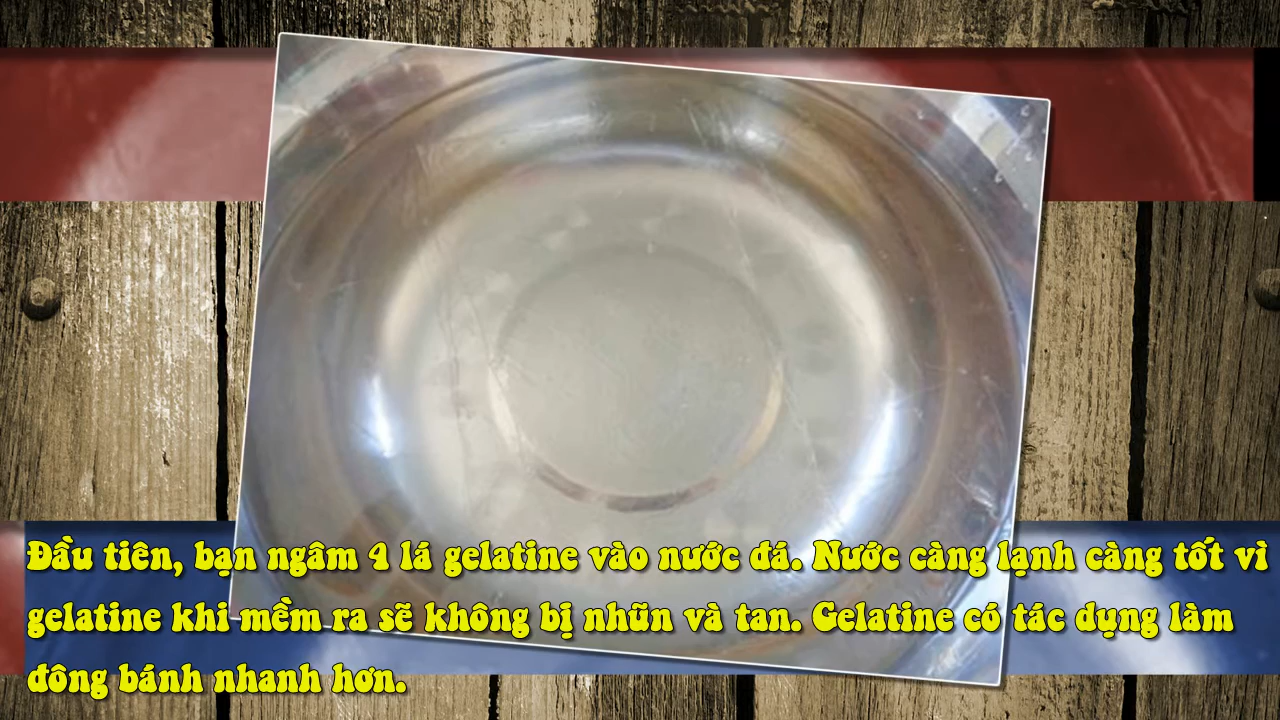 Đầu tiên, bạn ngâm 4 lá gelatine vào nước đá. Nước càng lạnh càng tốt vì
gelatine khi mềm ra sẽ không bị nhũn và tan. Gelatine có tác dụng làm
đông bánh nhanh hơn.